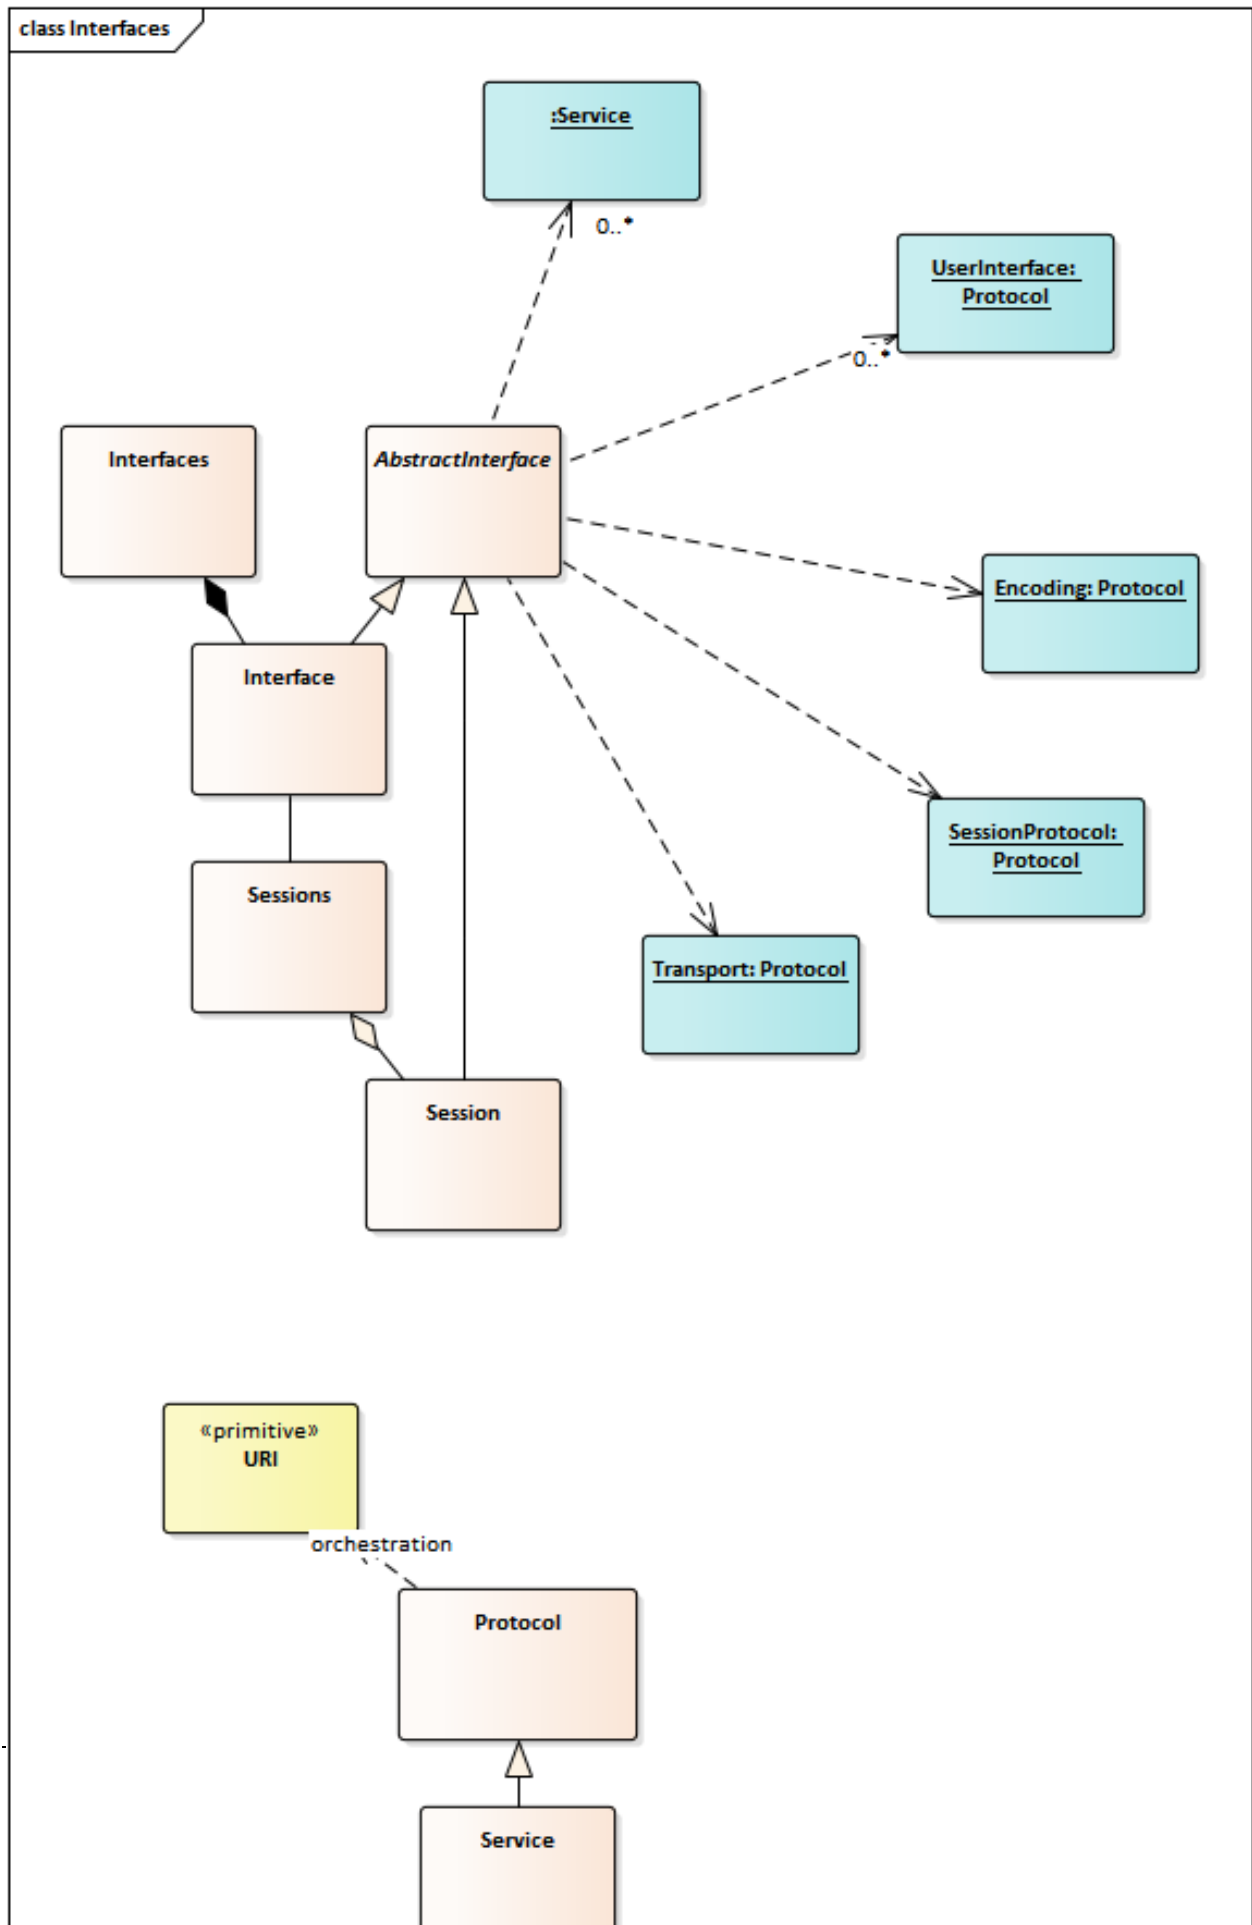 class Interfaces
:Service
0..*
UserInterface:
Protocol
0..*
Interfaces
AbstractInterface
Encoding: Protocol
Interface
SessionProtocol:
Protocol
Sessions
Transport: Protocol
Session
«primitive»
URI
orchestration
Protocol
Service